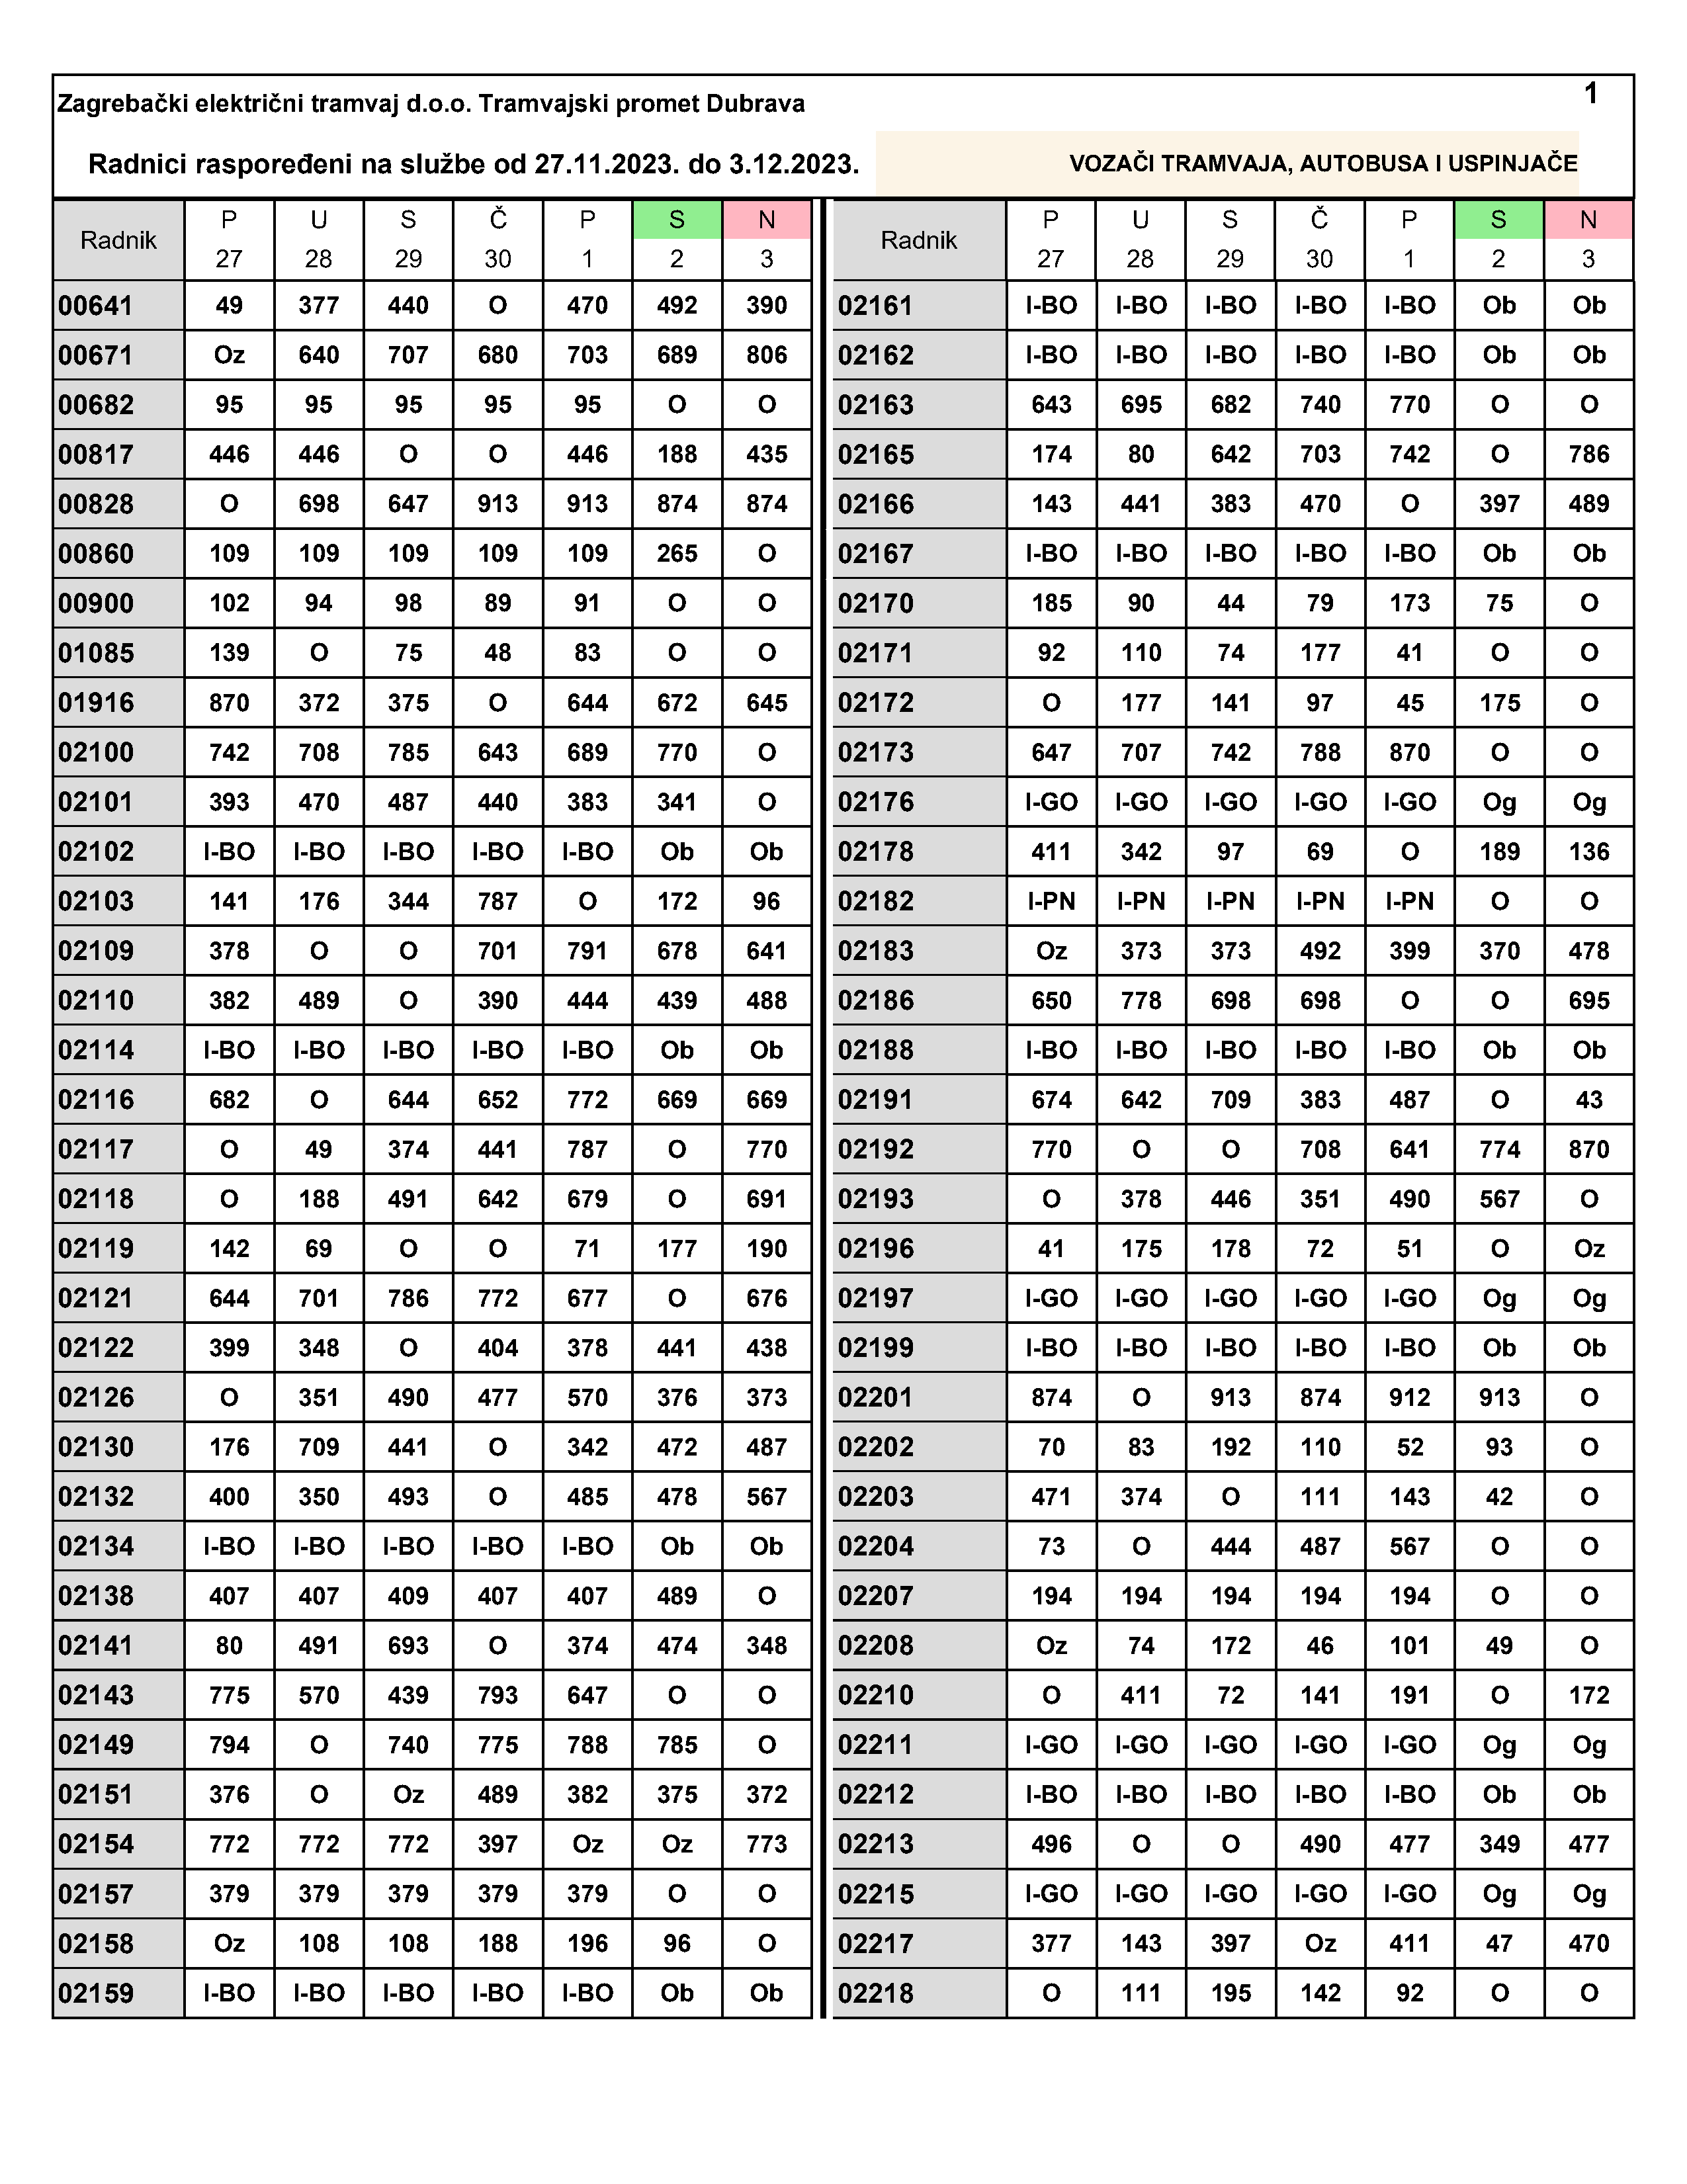 1
Zagrebački električni tramvaj d.o.o. Tramvajski promet Dubrava
Radnici raspoređeni na službe od 27.11.2023. do 3.12.2023. VOZAČI TRAMVAJA, AUTOBUSA I USPINJAČE
Radnik P U S Č P S N Radnik P U S Č P S N
27 28 29 30 1 2 3 27 28 29 30 1 2 3
00641 49 377 440 O 470 492 390 02161 I-BO I-BO I-BO I-BO I-BO Ob Ob
00671 Oz 640 707 680 703 689 806 02162 I-BO I-BO I-BO I-BO I-BO Ob Ob
00682 95 95 95 95 95 O O 02163 643 695 682 740 770 O O
00817 446 446 O O 446 188 435 02165 174 80 642 703 742 O 786
00828 O 698 647 913 913 874 874 02166 143 441 383 470 O 397 489
00860 109 109 109 109 109 265 O 02167 I-BO I-BO I-BO I-BO I-BO Ob Ob
00900 102 94 98 89 91 O O 02170 185 90 44 79 173 75 O
01085 139 O 75 48 83 O O 02171 92 110 74 177 41 O O
01916 870 372 375 O 644 672 645 02172 O 177 141 97 45 175 O
02100 742 708 785 643 689 770 O 02173 647 707 742 788 870 O O
02101 393 470 487 440 383 341 O 02176 I-GO I-GO I-GO I-GO I-GO Og Og
02102 I-BO I-BO I-BO I-BO I-BO Ob Ob 02178 411 342 97 69 O 189 136
02103 141 176 344 787 O 172 96 02182 I-PN I-PN I-PN I-PN I-PN O O
02109 378 O O 701 791 678 641 02183 Oz 373 373 492 399 370 478
02110 382 489 O 390 444 439 488 02186 650 778 698 698 O O 695
02114 I-BO I-BO I-BO I-BO I-BO Ob Ob 02188 I-BO I-BO I-BO I-BO I-BO Ob Ob
02116 682 O 644 652 772 669 669 02191 674 642 709 383 487 O 43
02117 O 49 374 441 787 O 770 02192 770 O O 708 641 774 870
02118 O 188 491 642 679 O 691 02193 O 378 446 351 490 567 O
02119 142 69 O O 71 177 190 02196 41 175 178 72 51 O Oz
02121 644 701 786 772 677 O 676 02197 I-GO I-GO I-GO I-GO I-GO Og Og
02122 399 348 O 404 378 441 438 02199 I-BO I-BO I-BO I-BO I-BO Ob Ob
02126 O 351 490 477 570 376 373 02201 874 O 913 874 912 913 O
02130 176 709 441 O 342 472 487 02202 70 83 192 110 52 93 O
02132 400 350 493 O 485 478 567 02203 471 374 O 111 143 42 O
02134 I-BO I-BO I-BO I-BO I-BO Ob Ob 02204 73 O 444 487 567 O O
02138 407 407 409 407 407 489 O 02207 194 194 194 194 194 O O
02141 80 491 693 O 374 474 348 02208 Oz 74 172 46 101 49 O
02143 775 570 439 793 647 O O 02210 O 411 72 141 191 O 172
02149 794 O 740 775 788 785 O 02211 I-GO I-GO I-GO I-GO I-GO Og Og
02151 376 O Oz 489 382 375 372 02212 I-BO I-BO I-BO I-BO I-BO Ob Ob
02154 772 772 772 397 Oz Oz 773 02213 496 O O 490 477 349 477
02157 379 379 379 379 379 O O 02215 I-GO I-GO I-GO I-GO I-GO Og Og
02158 Oz 108 108 188 196 96 O 02217 377 143 397 Oz 411 47 470
02159 I-BO I-BO I-BO I-BO I-BO Ob Ob 02218 O 111 195 142 92 O O